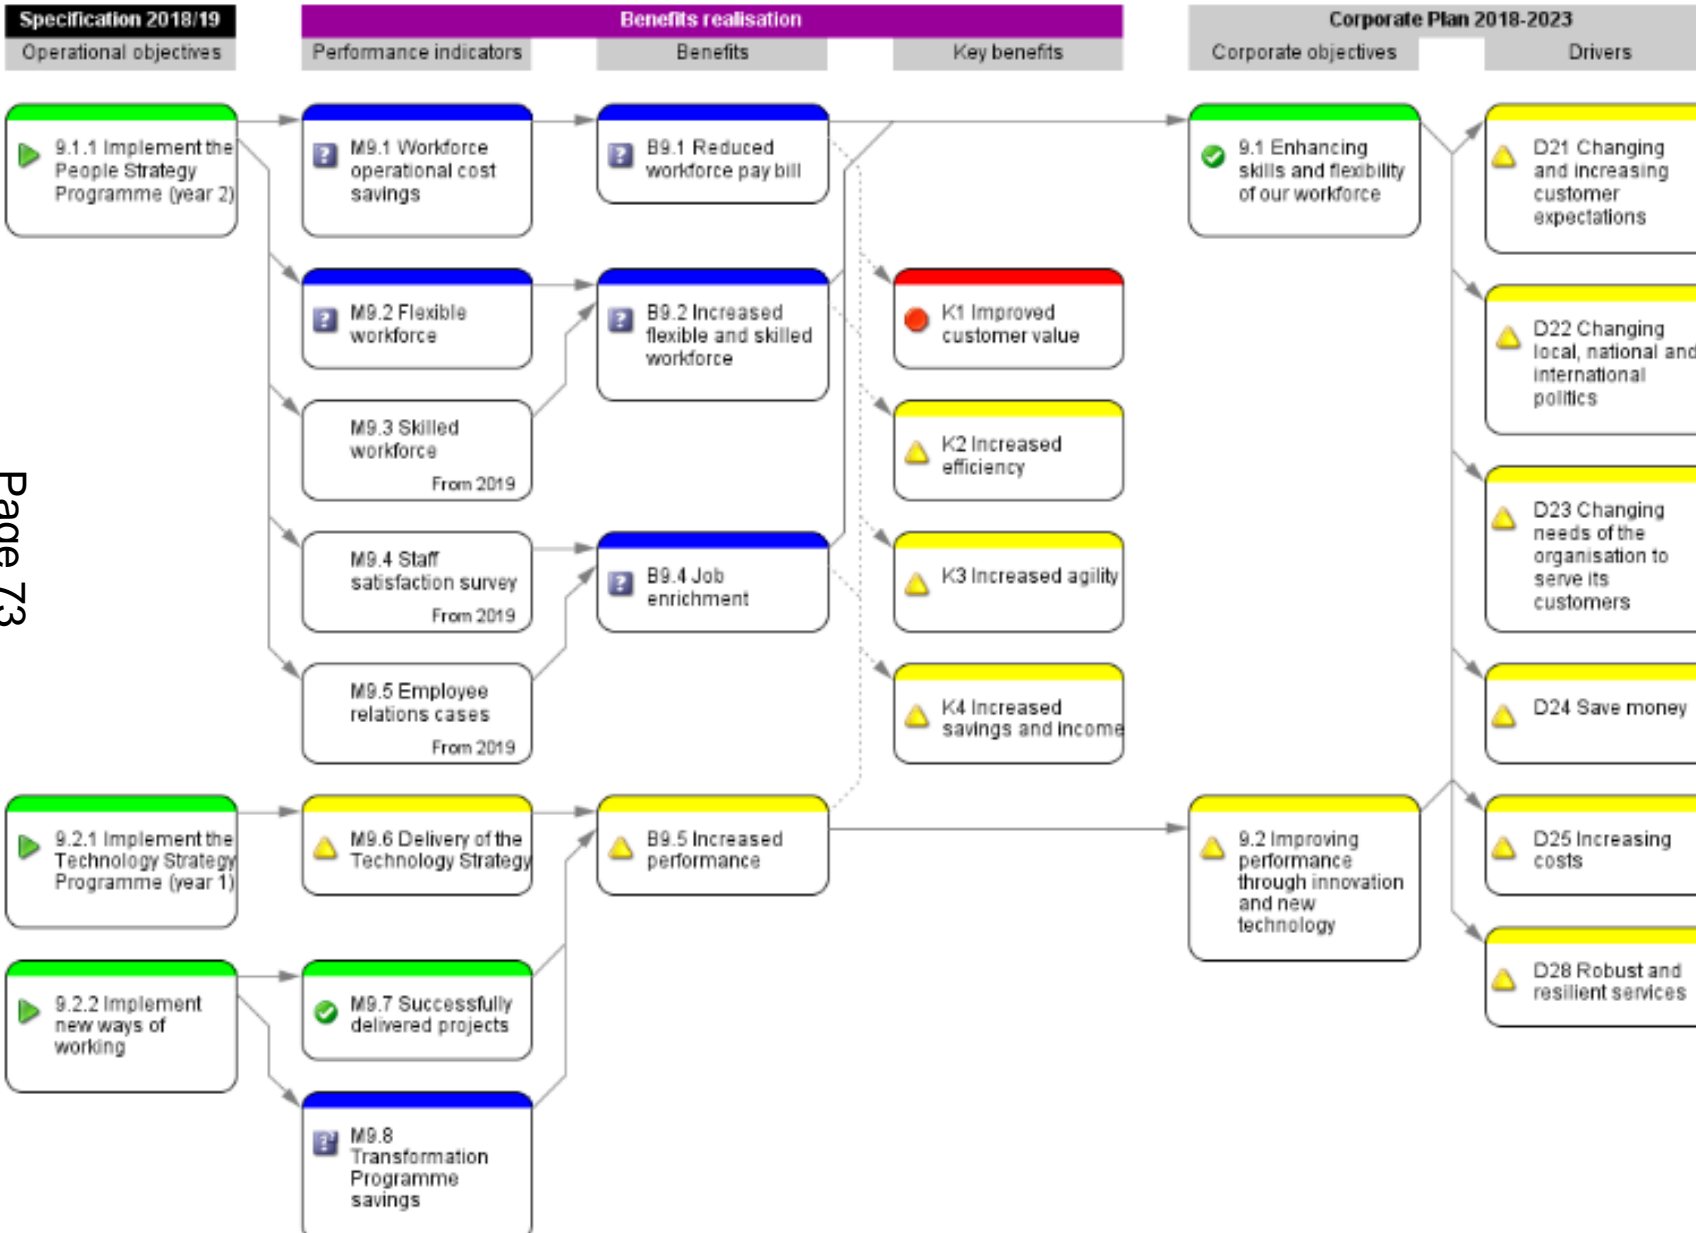 Specification 2018/19
Benefits realisation
Corporate Plan 2018-2023
Operational objectives
Performance indicators
Benefits
Key benefits
Corporate objectives
Drivers
9.1.1 Implement the
People Strategy
Programme (year 2)
M9.1 Workforce
operational cost
savings
B9.1 Reduced
workforce pay bill
9.1 Enhancing
skills and flexibility
of our workforce
D21 Changing
and increasing
customer
expectations
M9.2 Flexible
workforce
B9.2 Increased
flexible and skilled
workforce
K1 Improved
customer value
D22 Changing
local, national and
international
politics
M9.3 Skilled
workforce
From 2019
K2 Increased
efficiency
D23 Changing
needs of the
organisation to
serve its
customers
M9.4 Staff
satisfaction survey
From 2019
B9.4 Job
enrichment
K3 Increased agility
M9.5 Employee
relations cases
From 2019
K4 Increased
savings and income
D24 Save money
9.2.1 Implement the
Technology Strategy
Programme (year 1)
M9.6 Delivery of the
Technology Strategy
B9.5 Increased
performance
9.2 Improving
performance
through innovation
and new
technology
D25 Increasing
costs
9.2.2 Implement
new ways of
working
M9.7 Successfully
delivered projects
D28 Robust and
resilient services
M9.8
Transformation
Programme
savings
Page 73